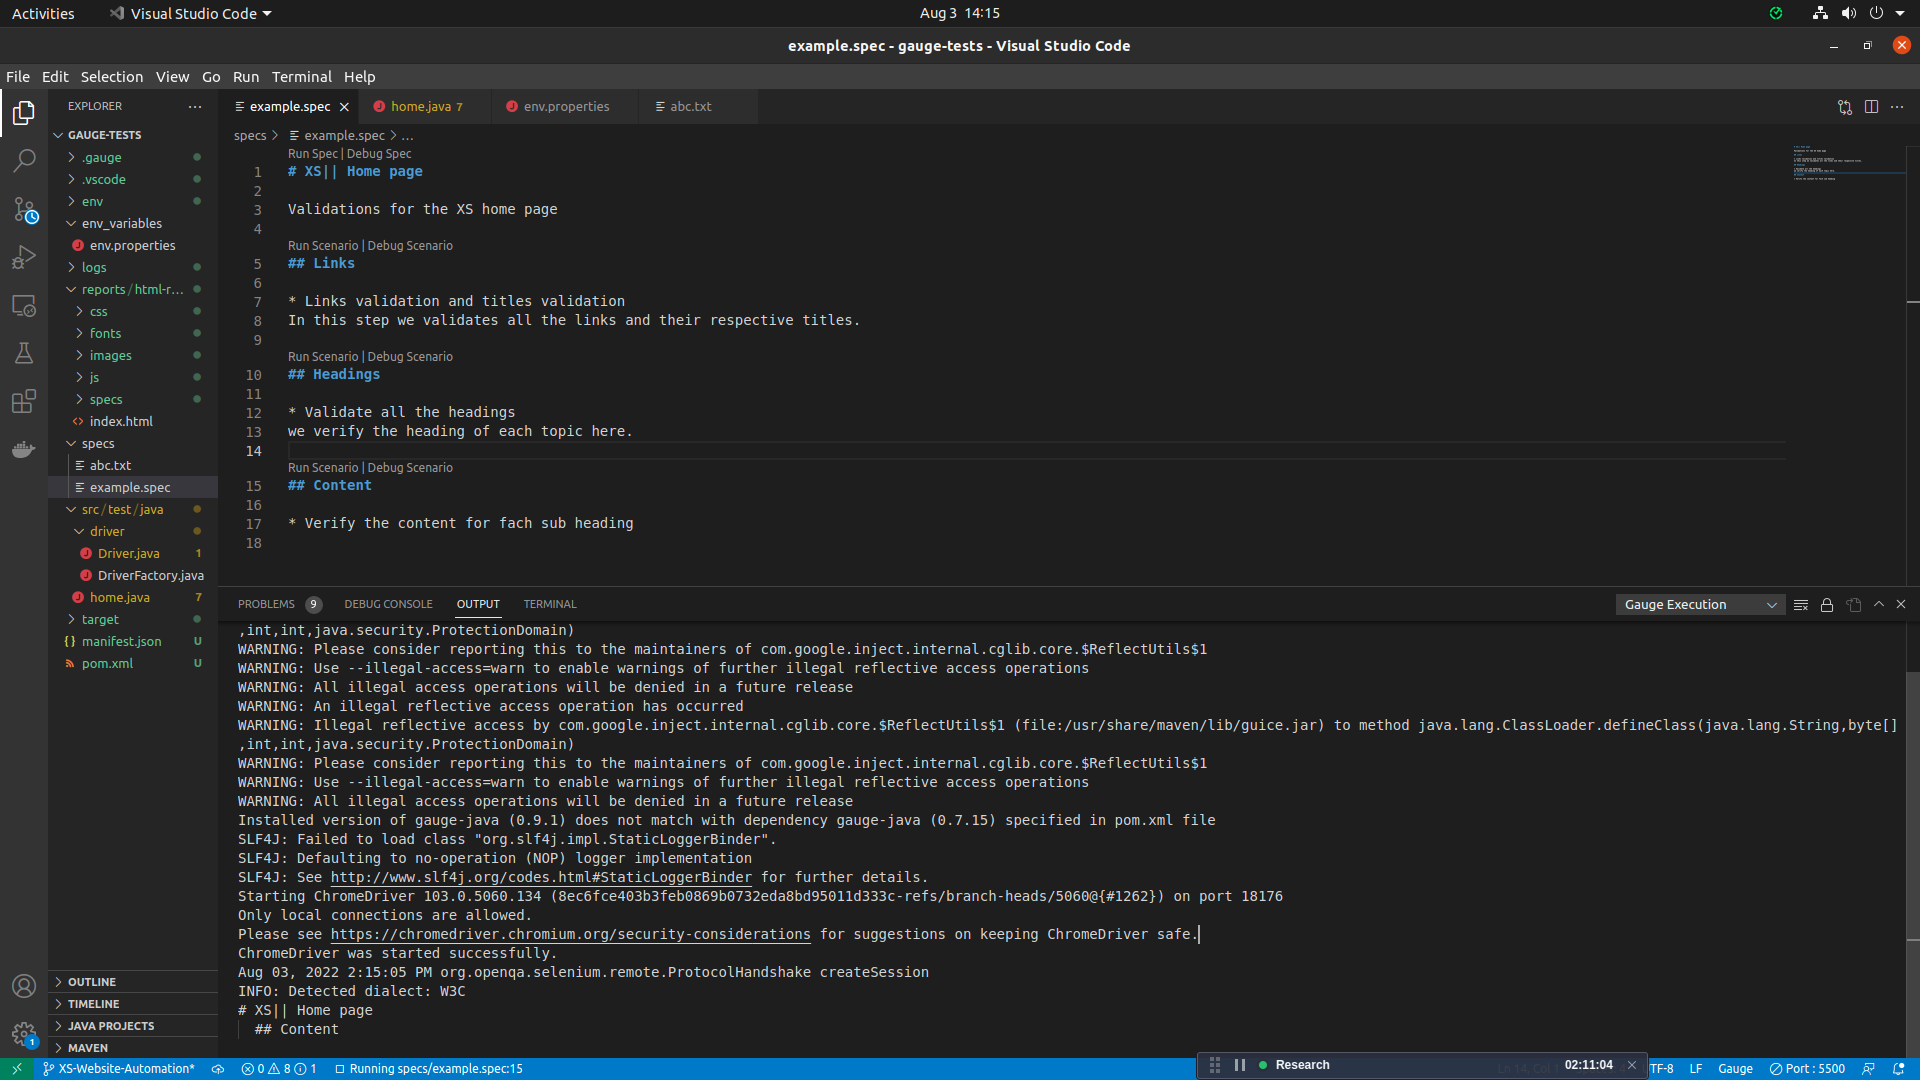 Activities
Visual Studio Code
Aug 3 14:15
example.spec - gauge-tests - Visual Studio Code
File Edit Selection View Go Run Terminal Help
EXPLORER
GAUGE-TESTS
.gauge
.vscode
env
env_variables
env.properties
logs
reports/html-r...
css
fonts
images
js
specs
index.html
specs
abc.txt
example.spec
src/test/java
driver
Driver.java 1
DriverFactory.java
home.java 7
target
manifest.json U
pom.xml U
OUTLINE
TIMELINE
JAVA PROJECTS
MAVEN
example.spec
home.java 7
env.properties
abc.txt
specs > example.spec > ...
Run Spec | Debug Spec
1 # XS|| Home page
2
3 Validations for the XS home page
4
Run Scenario | Debug Scenario
5 ## Links
6
7 * Links validation and titles validation
8 In this step we validates all the links and their respective titles.
9
Run Scenario | Debug Scenario
10 ## Headings
11
12 * Validate all the headings
13 we verify the heading of each topic here.
14
Run Scenario | Debug Scenario
15 ## Content
16
17 * Verify the content for fach sub heading
18
PROBLEMS 9 DEBUG CONSOLE OUTPUT TERMINAL
Gauge Execution
,int,int,java.security.ProtectionDomain)
WARNING: Please consider reporting this to the maintainers of com.google.inject.internal.cglib.core.$ReflectUtils$1
WARNING: Use --illegal-access=warn to enable warnings of further illegal reflective access operations
WARNING: All illegal access operations will be denied in a future release
WARNING: An illegal reflective access operation has occurred
WARNING: Illegal reflective access by com.google.inject.internal.cglib.core.$ReflectUtils$1 (file:/usr/share/maven/lib/guice.jar) to method java.lang.ClassLoader.defineClass(java.lang.String,byte[]
,int,int,java.security.ProtectionDomain)
WARNING: Please consider reporting this to the maintainers of com.google.inject.internal.cglib.core.$ReflectUtils$1
WARNING: Use --illegal-access=warn to enable warnings of further illegal reflective access operations
WARNING: All illegal access operations will be denied in a future release
Installed version of gauge-java (0.9.1) does not match with dependency gauge-java (0.7.15) specified in pom.xml file
SLF4J: Failed to load class "org.slf4j.impl.StaticLoggerBinder".
SLF4J: Defaulting to no-operation (NOP) logger implementation
SLF4J: See http://www.slf4j.org/codes.html#StaticLoggerBinder for further details.
Starting ChromeDriver 103.0.5060.134 (8ec6fce403b3feb0869b0732eda8bd95011d333c-refs/branch-heads/5060@{#1262}) on port 18176
Only local connections are allowed.
Please see https://chromedriver.chromium.org/security-considerations for suggestions on keeping ChromeDriver safe.
ChromeDriver was started successfully.
Aug 03, 2022 2:15:05 PM org.openqa.selenium.remote.ProtocolHandshake createSession
INFO: Detected dialect: W3C
# XS|| Home page
## Content
1
XS-Website-Automation*
0 8 1
Running specs/example.spec:15
Research
02:11:04
TF-8
LF
Gauge
Port : 5500